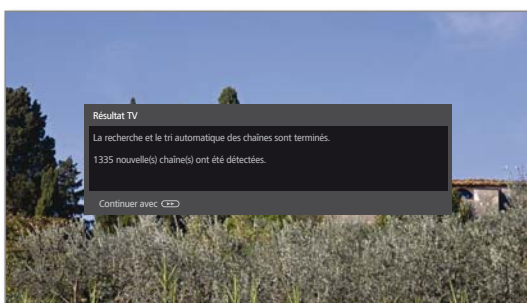 Résultat TV
La recherche et le tri automatique des chaînes sont terminés.
1335 nouvelle(s) chaîne(s) ont été détectées.
Continuer avec